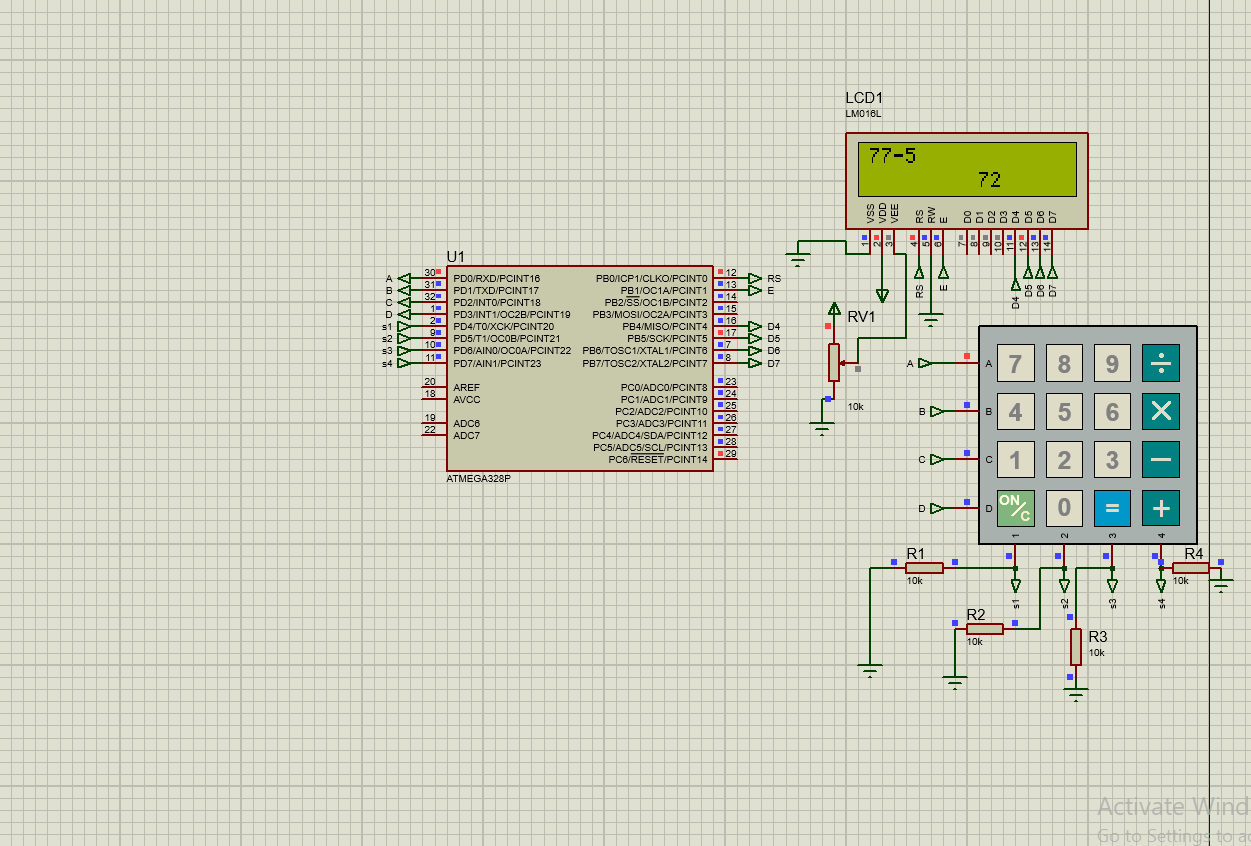 LCD1
LM016L
77-5
72
VSS VDD VEE RS RW E D0 D1 D2 D3 D4 D5 D6 D7
1 2 3 4 5 6 7 8 9 10 11 12 13 14
RS E D4 D5 D6 D7
U1
A 30 PD0/RXD/PCINT16 PB0/ICP1/CLKO/PCINT0 12 RS
B 31 PD1/TXD/PCINT17 PB1/OC1A/PCINT1 13 E
C 32 PD2/INT0/PCINT18 PB2/SS/OC1B/PCINT2 14
D 1 PD3/INT1/OC2B/PCINT19 PB3/MOSI/OC2A/PCINT3 15
s1 2 PD4/T0/XCK/PCINT20 PB4/MISO/PCINT4 16 D4
s2 9 PD5/T1/OC0B/PCINT21 PB5/SCK/PCINT5 17 D5
s3 10 PD6/AIN0/OC0A/PCINT22 PB6/TOSC1/XTAL1/PCINT6 7 D6
s4 11 PD7/AIN1/PCINT23 PB7/TOSC2/XTAL2/PCINT7 8 D7
20 AREF PC0/ADC0/PCINT8 23
18 AVCC PC1/ADC1/PCINT9 24
PC2/ADC2/PCINT10 25
19 ADC6 PC3/ADC3/PCINT11 26
22 ADC7 PC4/ADC4/SDA/PCINT12 27
PC5/ADC5/SCL/PCINT13 28
PC6/RESET/PCINT14 29
ATMEGA328P
RV1
10k
A A 7 8 9 ÷
B B 4 5 6 ×
C C 1 2 3 −
D D ON/C 0 = +
1 2 3 4
R1
10k
R4
10k
s1 s2 s3 s4
R2
10k
R3
10k
Activate Wind
Go to Settings to a